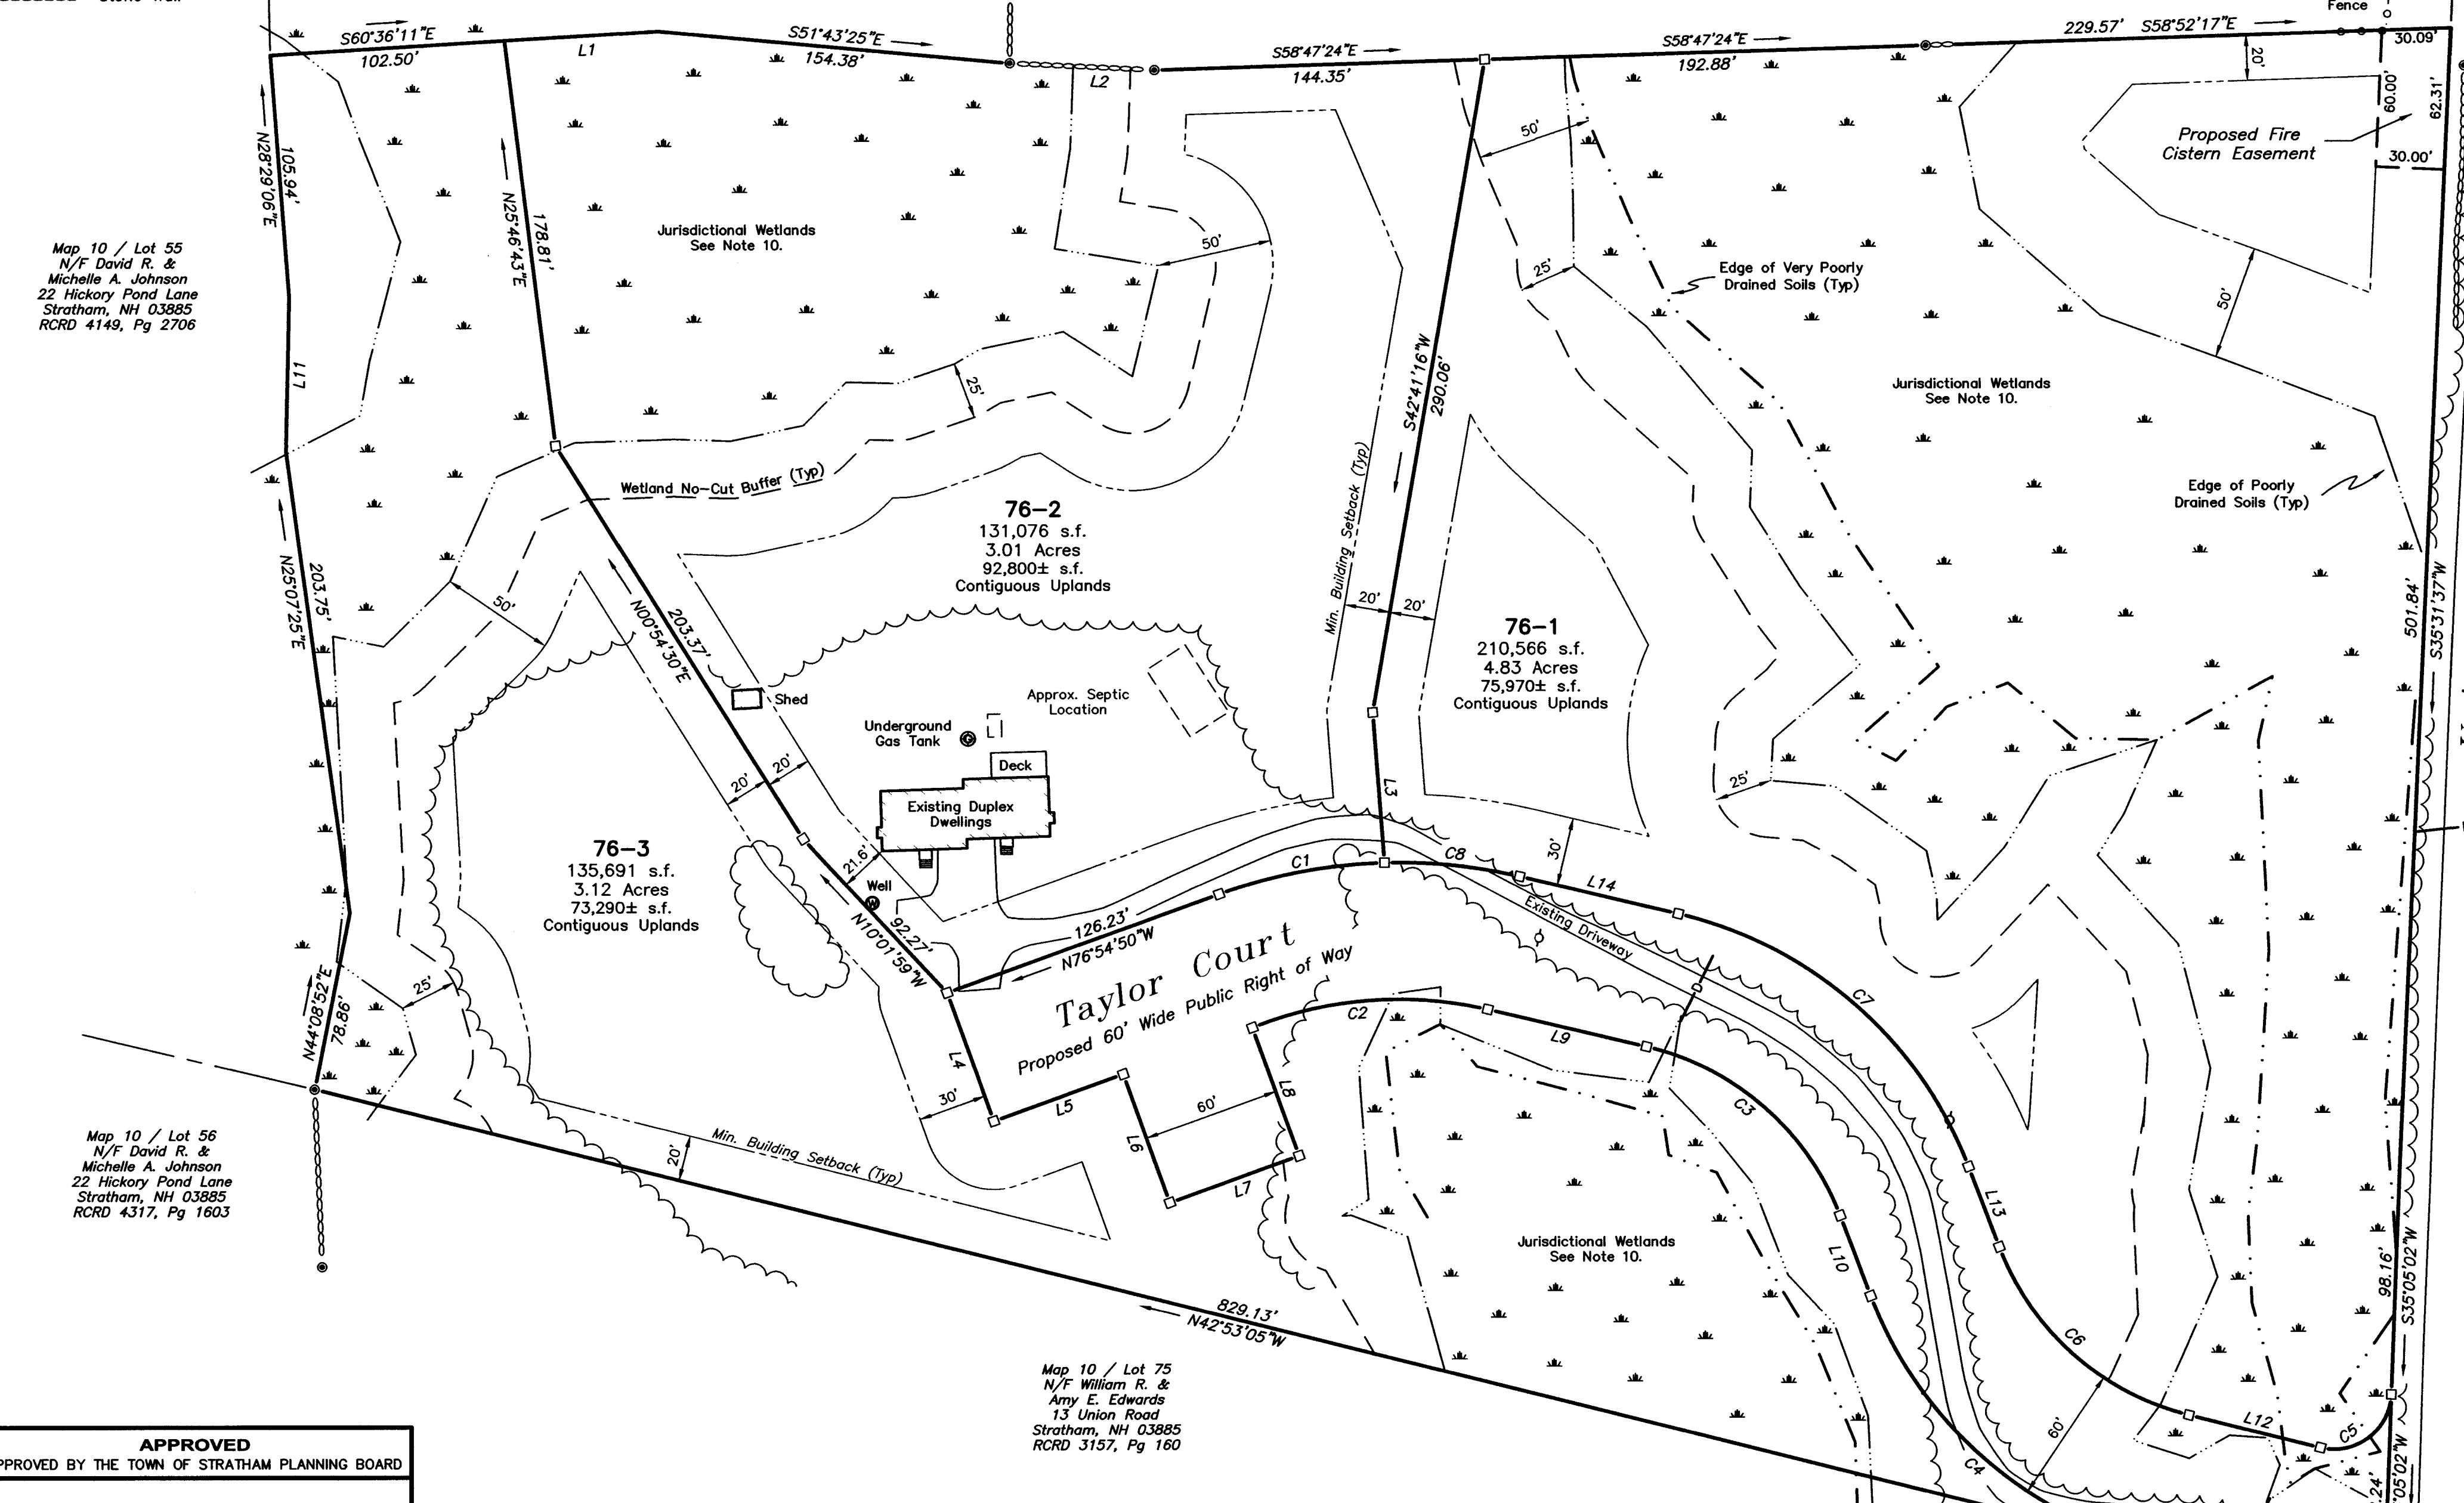 Fence
S60°36'11"E
102.50'
L1
S51°43'25"E
154.38'
L2
S58°47'24"E
144.35'
S58°47'24"E
192.88'
229.57' S58°52'17"E
30.09'
20'
60.00'
62.31'
Proposed Fire
Cistern Easement
30.00'
N28°29'06"E
105.94'
N25°46'43"E
178.81'
Jurisdictional Wetlands
See Note 10.
50'
50'
25'
Edge of Very Poorly
Drained Soils (Typ)
50'
Map 10 / Lot 55
N/F David R. &
Michelle A. Johnson
22 Hickory Pond Lane
Stratham, NH 03885
RCRD 4149, Pg 2706
L11
25'
S42°41'16"W
290.06'
Jurisdictional Wetlands
See Note 10.
Wetland No-Cut Buffer (Typ)
Min. Building Setback (Typ)
Edge of Poorly
Drained Soils (Typ)
76-2
131,076 s.f.
3.01 Acres
92,800± s.f.
Contiguous Uplands
N25°07'25"E
203.75'
50'
N00°54'30"E
203.37'
20'
20'
76-1
210,566 s.f.
4.83 Acres
75,970± s.f.
Contiguous Uplands
501.84'
S35°31'37"W
Shed
Approx. Septic
Location
Underground
Gas Tank
G
Deck
20'
20'
L3
25'
Existing Duplex
Dwellings
76-3
135,691 s.f.
3.12 Acres
73,290± s.f.
Contiguous Uplands
21.6'
Well
W
C1
C8
30'
L14
N10°01'59"W
92.27'
126.23'
N76°54'50"W
Existing Driveway
Taylor Court
Proposed 60' Wide Public Right of Way
C7
25'
N44°08'52"E
78.86'
L4
C2
L9
30'
L5
60'
L8
L6
L7
C3
Min. Building Setback (Typ)
20'
Map 10 / Lot 56
N/F David R. &
Michelle A. Johnson
22 Hickory Pond Lane
Stratham, NH 03885
RCRD 4317, Pg 1603
L13
L10
Jurisdictional Wetlands
See Note 10.
98.16'
S35°05'02"W
829.13'
N42°53'05"W
C6
Map 10 / Lot 75
N/F William R. &
Amy E. Edwards
13 Union Road
Stratham, NH 03885
RCRD 3157, Pg 160
60'
L12
C5
C4
24'
05'02"W
APPROVED
PPROVED BY THE TOWN OF STRATHAM PLANNING BOARD